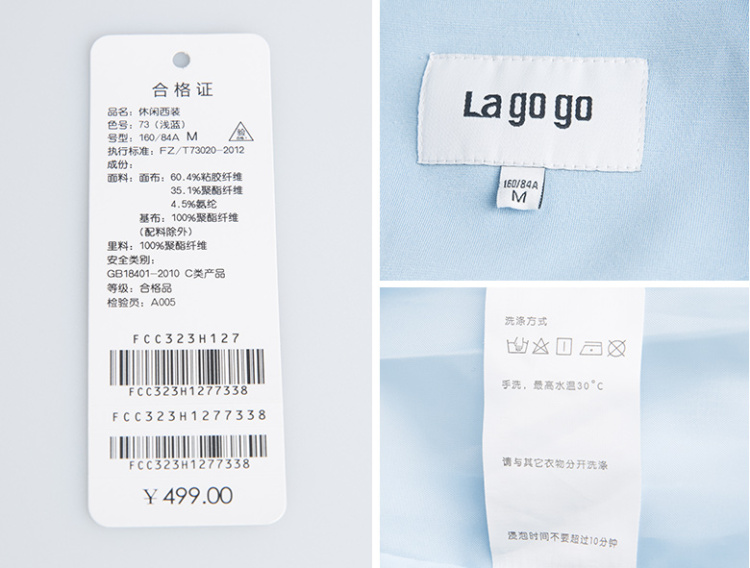 合格证
品名：休闲西装
色号：73（浅蓝）
号型：160/84A M
执行标准：FZ/T73020-2012
成份：
面料：面布：60.4%粘胶纤维
35.1%聚酯纤维
4.5%氨纶
基布：100%聚酯纤维
（配料除外）
里料：100%聚酯纤维
安全类别：
GB18401-2010 C类产品
等级：合格品
检验员：A005
FCC323H127
FCC323H1277338
FCC323H1277338
FCC323H1277338
￥499.00
Lagogo
160/84A
M
洗涤方式
手洗，最高水温30°C
请与其它衣物分开洗涤
浸泡时间不要超过10分钟